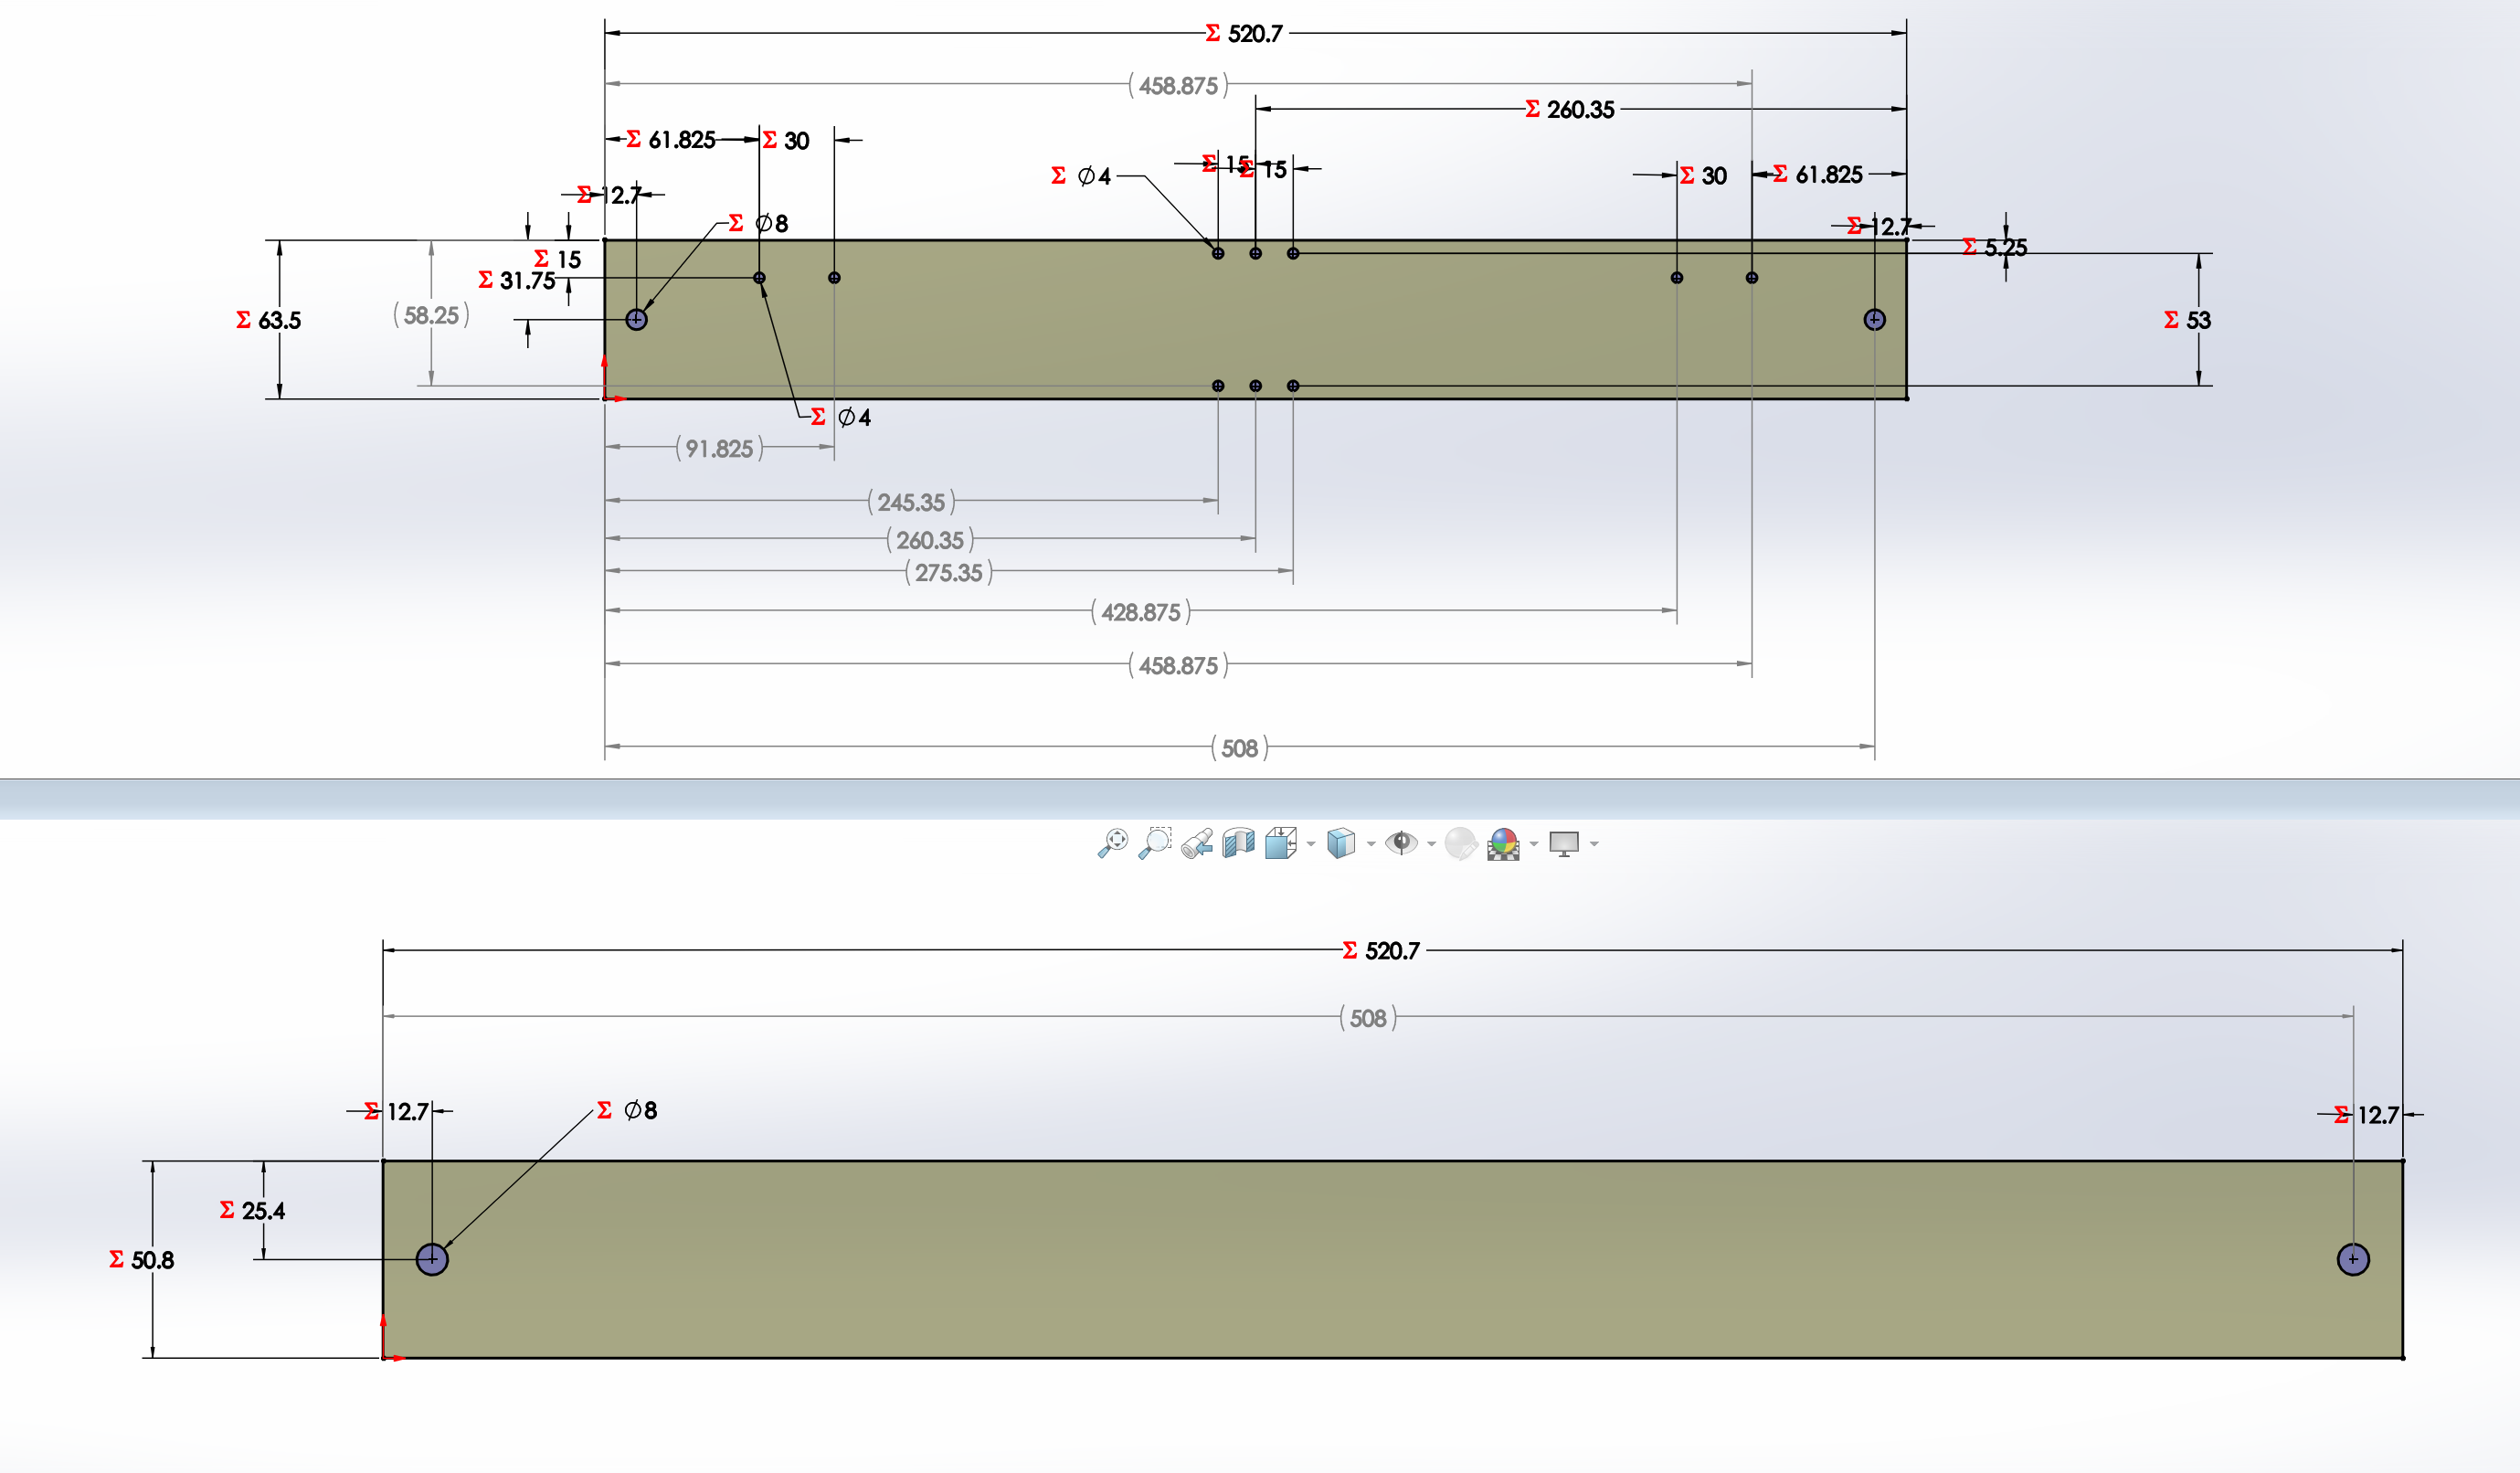 Σ 520.7
(458.875)
Σ 260.35
Σ 61.825 Σ 30
Σ 15 Σ 15
Σ ∅4
Σ 30 Σ 61.825
Σ 12.7
Σ ∅8
Σ 12.7
Σ 5.25
Σ 15
Σ 31.75
Σ 63.5
(58.25)
Σ 53
Σ ∅4
(91.825)
(245.35)
(260.35)
(275.35)
(428.875)
(458.875)
(508)
Σ 520.7
(508)
Σ 12.7
Σ ∅8
Σ 12.7
Σ 25.4
Σ 50.8